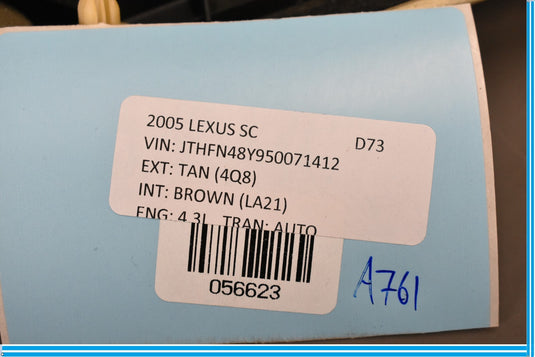 2005 LEXUS SC D73
VIN: JTHFN48Y950071412
EXT: TAN (4Q8)
INT: BROWN (LA21)
ENG: 4.3L TRAN: AUTO
056623
A761